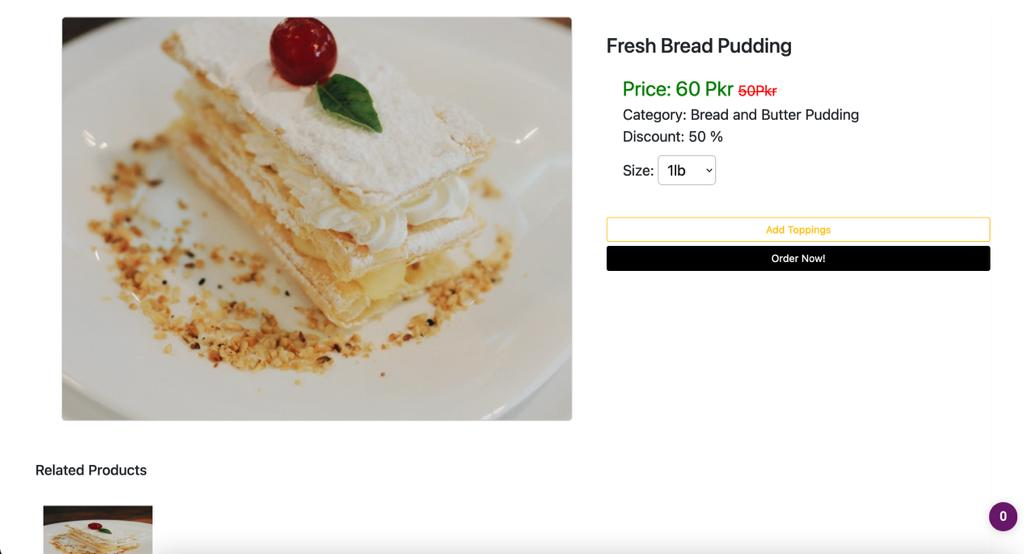 Fresh Bread Pudding
Price: 60 Pkr 50Pkr
Category: Bread and Butter Pudding
Discount: 50 %
Size: 1lb
Add Toppings
Order Now!
Related Products
0